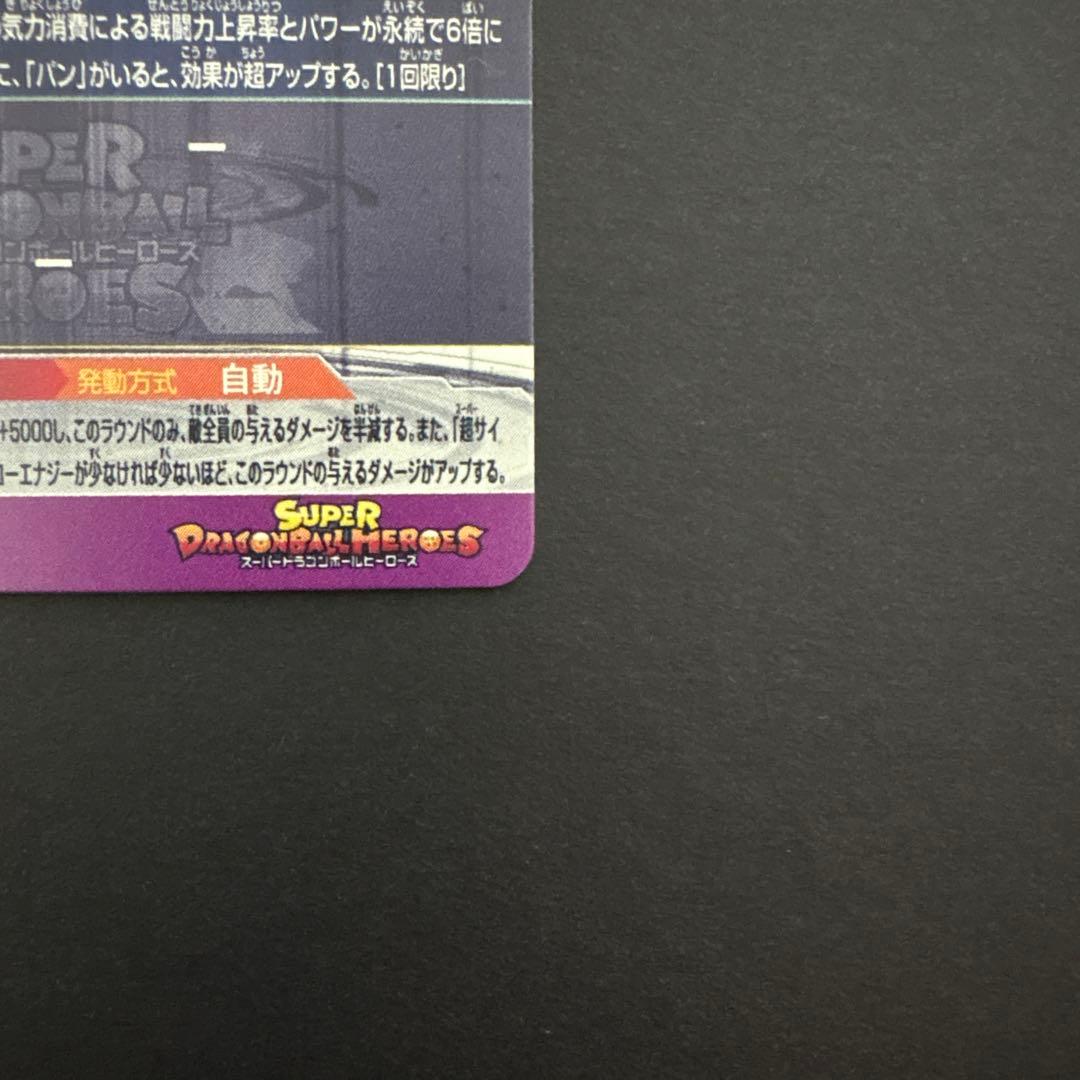 気力消費による戦闘力上昇率とパワーが永続で6倍に
に、「パン」がいると、効果が超アップする。[1回限り]
PER
ONBALL
コンボールヒーローズ
ROES
発動方式 自動
+5000し、このラウンドのみ、敵全員の与えるダメージを半減する。また、「超サイ
ーエナジーが少なければ少ないほど、このラウンドの与えるダメージがアップする。
SUPER
DRAGONBALL HEROES
スーパードラゴンボールヒーローズ